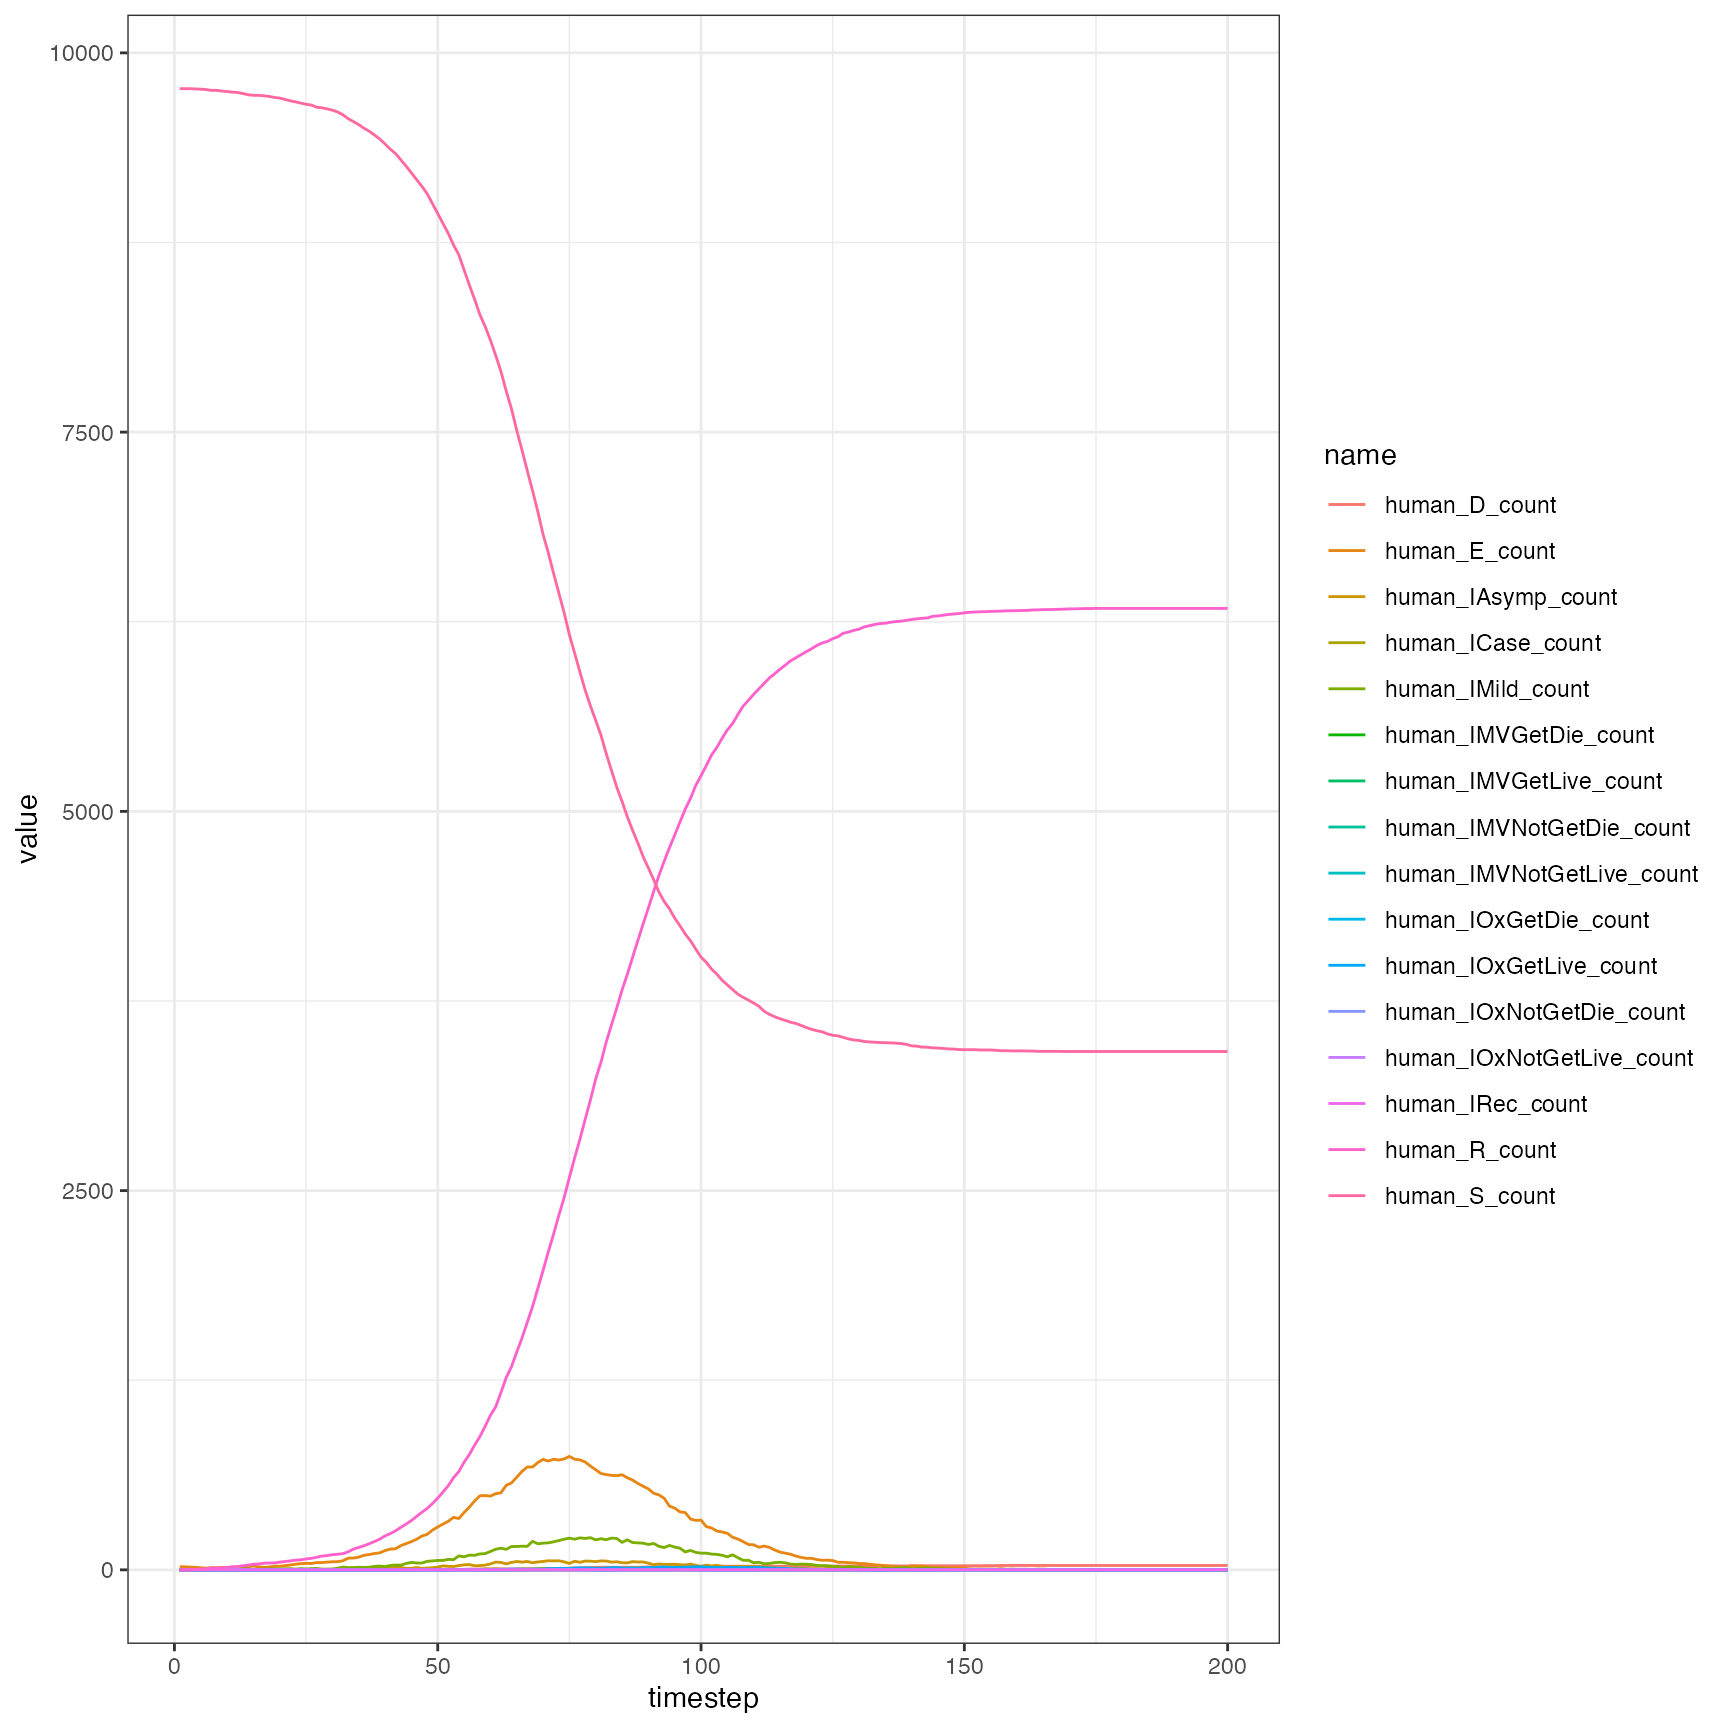 10000
7500
5000
2500
0
value
0 50 100 150 200
timestep
name
human_D_count
human_E_count
human_IAsymp_count
human_ICase_count
human_IMild_count
human_IMVGetDie_count
human_IMVGetLive_count
human_IMVNotGetDie_count
human_IMVNotGetLive_count
human_IOxGetDie_count
human_IOxGetLive_count
human_IOxNotGetDie_count
human_IOxNotGetLive_count
human_IRec_count
human_R_count
human_S_count